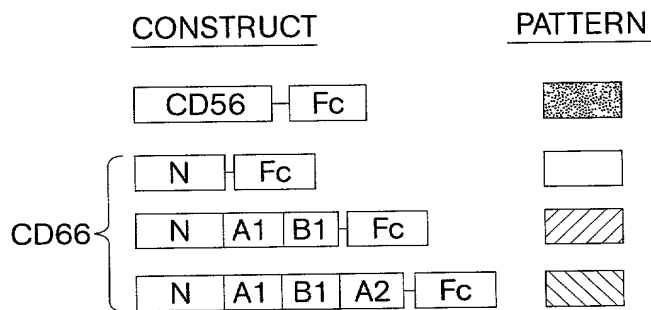 CONSTRUCT PATTERN
CD56 Fc
N Fc
CD66
N A1 B1 Fc
N A1 B1 A2 Fc